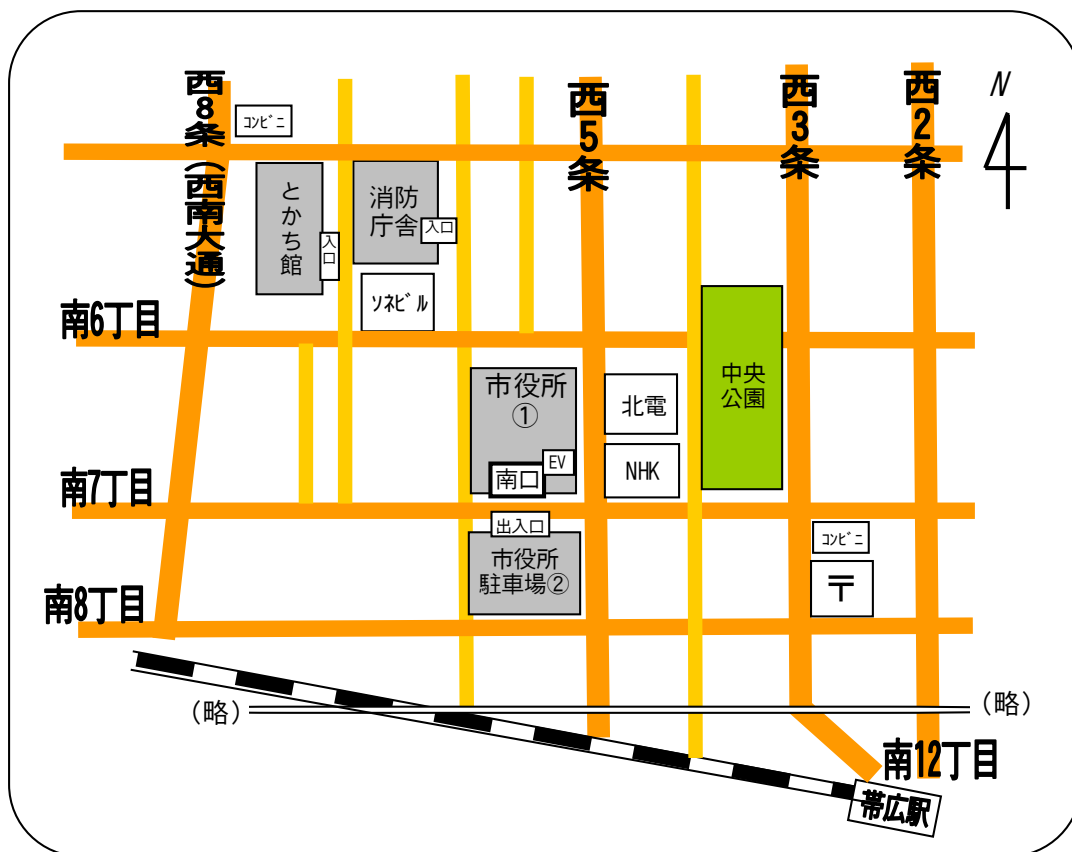 西8条(西南大通)
西5条
西3条
西2条
N
コンビニ
とかち館
入口
消防
庁舎
入口
ソネビル
南6丁目
市役所
①
EV
南口
北電
NHK
中央
公園
南7丁目
出入口
市役所
駐車場②
コンビニ
〒
南8丁目
(略)
(略)
南12丁目
帯広駅